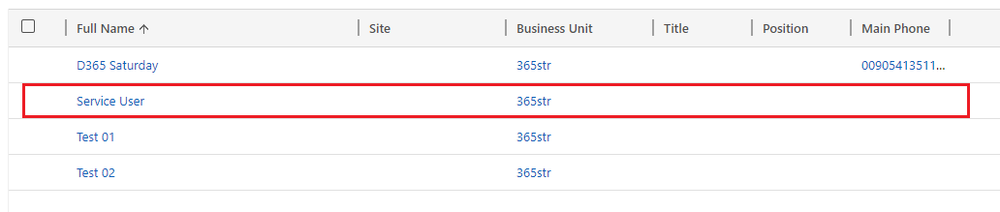 Full Name ↑ Site Business Unit Title Position Main Phone
D365 Saturday 365str 00905413511...
Service User 365str
Test 01 365str
Test 02 365str